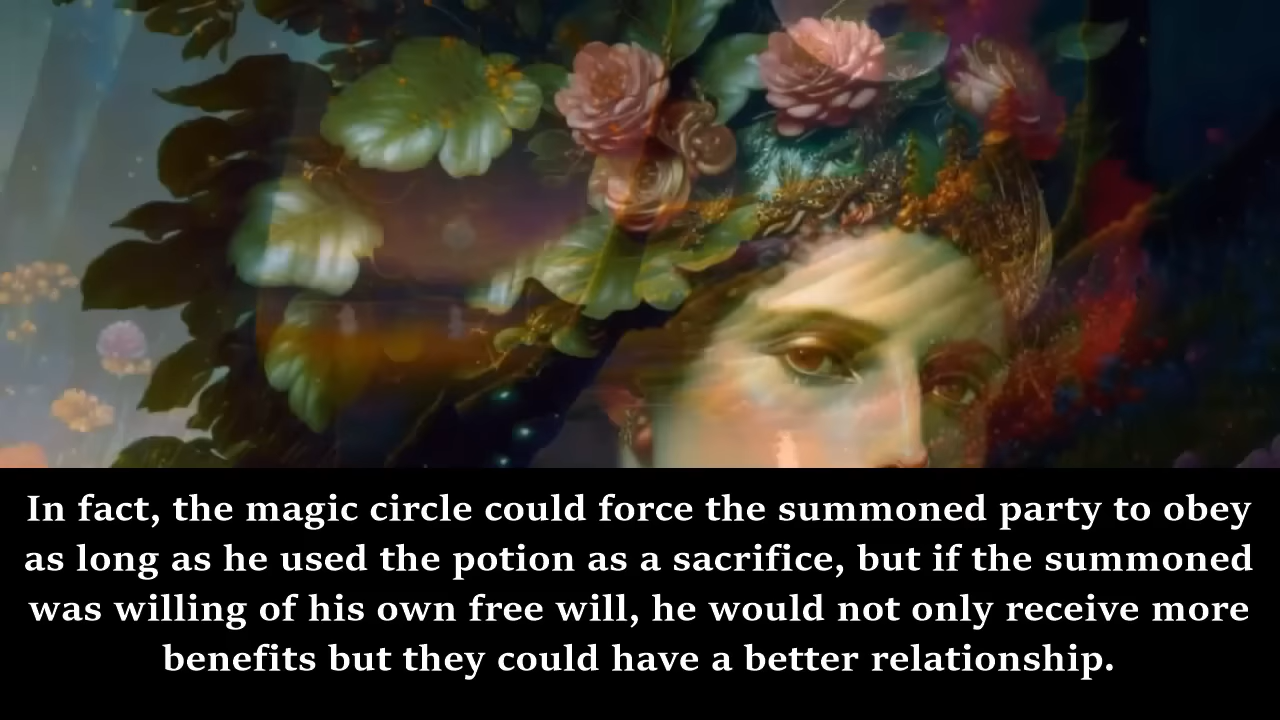 In fact, the magic circle could force the summoned party to obey
as long as he used the potion as a sacrifice, but if the summoned
was willing of his own free will, he would not only receive more
benefits but they could have a better relationship.